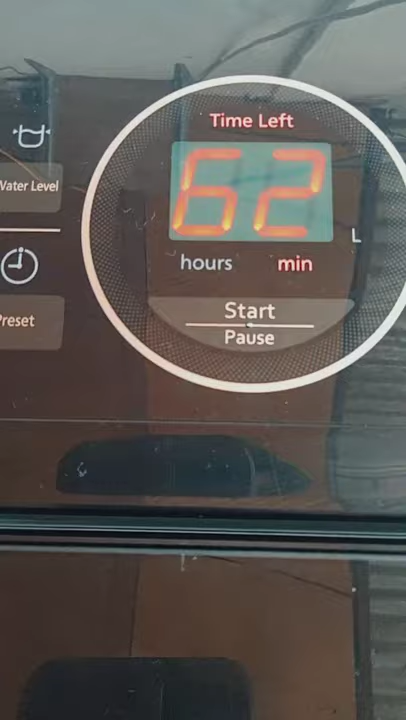 Time Left
62
Water Level
L
hours min
Start
Pause
Preset